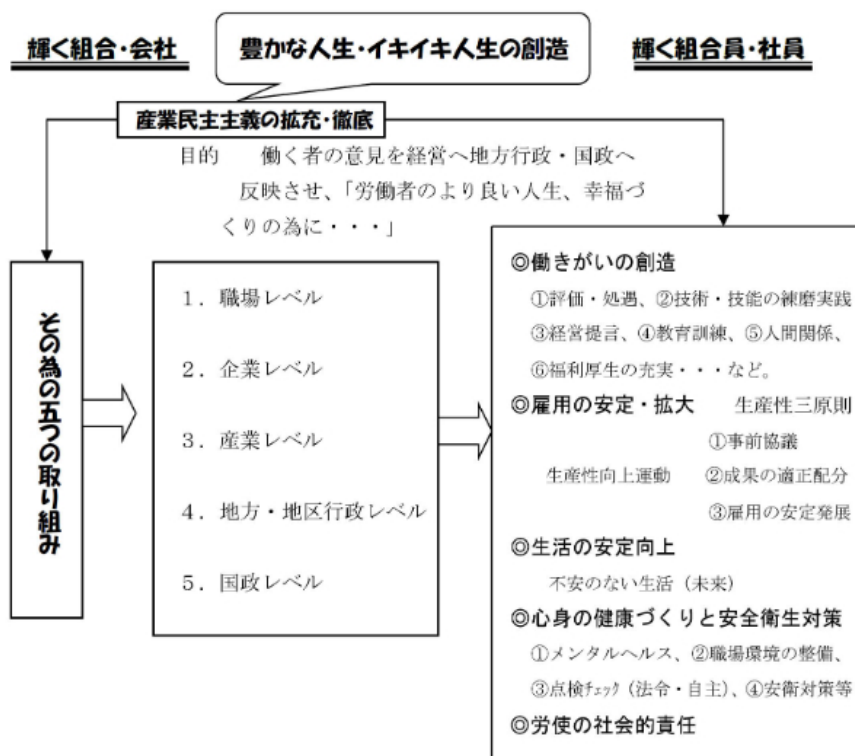 輝く組合・会社
豊かな人生・イキイキ人生の創造
輝く組合員・社員
産業民主主義の拡充・徹底
目的 働く者の意見を経営へ地方行政・国政へ
反映させ、「労働者のより良い人生、幸福づ
くりの為に・・・」
その為の五つの取り組み
1．職場レベル
2．企業レベル
3．産業レベル
4．地方・地区行政レベル
5．国政レベル
◎働きがいの創造
①評価・処遇、②技術・技能の練磨実践
③経営提言、④教育訓練、⑤人間関係、
⑥福利厚生の充実・・・など。
◎雇用の安定・拡大 生産性三原則
①事前協議
生産性向上運動 ②成果の適正配分
③雇用の安定発展
◎生活の安定向上
不安のない生活（未来）
◎心身の健康づくりと安全衛生対策
①メンタルヘルス、②職場環境の整備、
③点検ﾁｪｯｸ（法令・自主）、④安衛対策等
◎労使の社会的責任